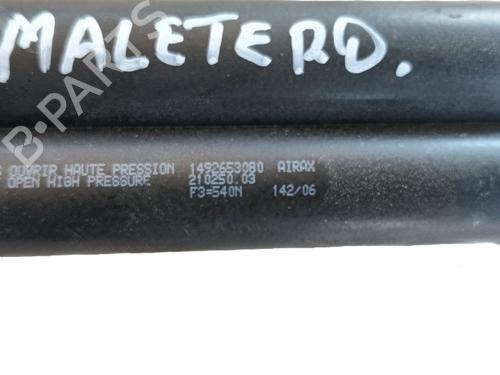 MALETERO.
B-PARTS
OUVRIR HAUTE PRESSION 1492653080 AIRAX
OPEN HIGH PRESSURE 210250.03
F3=540N 142/06